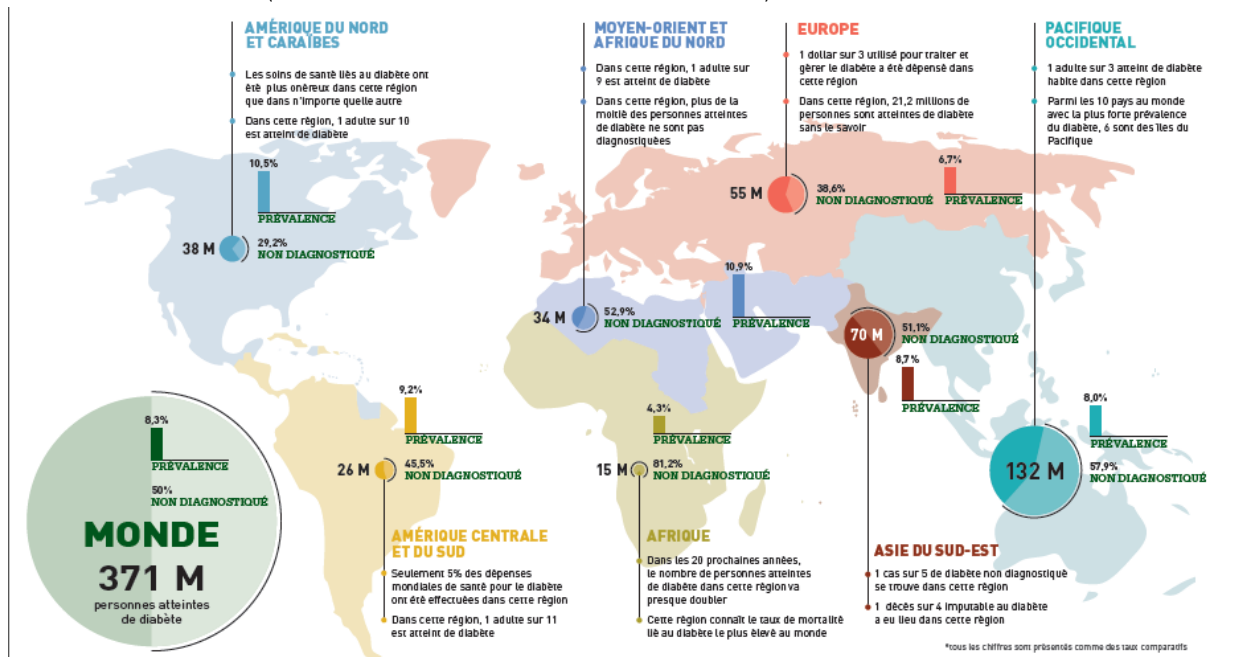 AMÉRIQUE DU NORD
ET CARAÏBES
Les soins de santé liés au diabète ont
été plus onéreux dans cette région
que dans n'importe quelle autre
Dans cette région, 1 adulte sur 10
est atteint de diabète
10,5%
PRÉVALENCE
38 M
29,2%
NON DIAGNOSTIQUÉ
MOYEN-ORIENT ET
AFRIQUE DU NORD
Dans cette région, 1 adulte sur
9 est atteint de diabète
Dans cette région, plus de la
moitié des personnes atteintes
de diabète ne sont pas
diagnostiquées
34 M
52,9%
NON DIAGNOSTIQUÉ
10,9%
PRÉVALENCE
EUROPE
1 dollar sur 3 utilisé pour traiter et
gérer le diabète a été dépensé dans
cette région
Dans cette région, 21,2 millions de
personnes sont atteintes de diabète
sans le savoir
55 M
38,6%
NON DIAGNOSTIQUÉ
6,7%
PRÉVALENCE
PACIFIQUE
OCCIDENTAL
1 adulte sur 3 atteint de diabète
habite dans cette région
Parmi les 10 pays au monde
avec la plus forte prévalence
du diabète, 6 sont des îles du
Pacifique
8,0%
PRÉVALENCE
132 M
57,9%
NON DIAGNOSTIQUÉ
70 M
51,1%
NON DIAGNOSTIQUÉ
8,7%
PRÉVALENCE
ASIE DU SUD-EST
1 cas sur 5 de diabète non diagnostiqué
se trouve dans cette région
1 décès sur 4 imputable au diabète
a eu lieu dans cette région
9,2%
PRÉVALENCE
26 M
45,5%
NON DIAGNOSTIQUÉ
AMÉRIQUE CENTRALE
ET DU SUD
Seulement 5% des dépenses
mondiales de santé pour le diabète
ont été effectuées dans cette région
Dans cette région, 1 adulte sur 11
est atteint de diabète
4,3%
PRÉVALENCE
15 M
81,2%
NON DIAGNOSTIQUÉ
AFRIQUE
Dans les 20 prochaines années,
le nombre de personnes atteintes
de diabète dans cette région va
presque doubler
Cette région connaît le taux de mortalité
lié au diabète le plus élevé au monde
8,3%
PRÉVALENCE
50%
NON DIAGNOSTIQUÉ
MONDE
371 M
personnes atteintes
de diabète
*tous les chiffres sont présentés comme des taux comparatifs